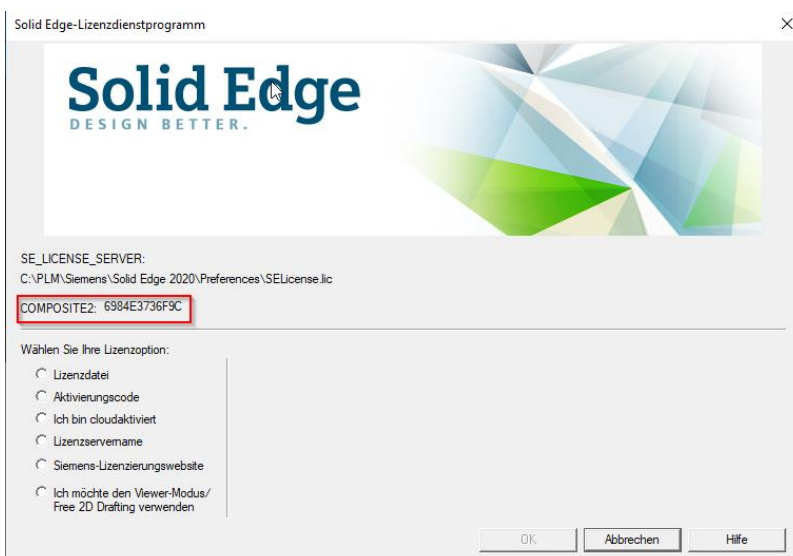 Solid Edge-Lizenzdienstprogramm
Solid Edge
DESIGN BETTER.
SE_LICENSE_SERVER:
C:\PLM\Siemens\Solid Edge 2020\Preferences\SELicense.lic
COMPOSITE2: 6984E3736F9C
Wählen Sie Ihre Lizenzoption:
Lizenzdatei
Aktivierungscode
Ich bin cloudaktiviert
Lizenzservername
Siemens-Lizenzierungswebsite
Ich möchte den Viewer-Modus/
Free 2D Drafting verwenden
OK Abbrechen Hilfe